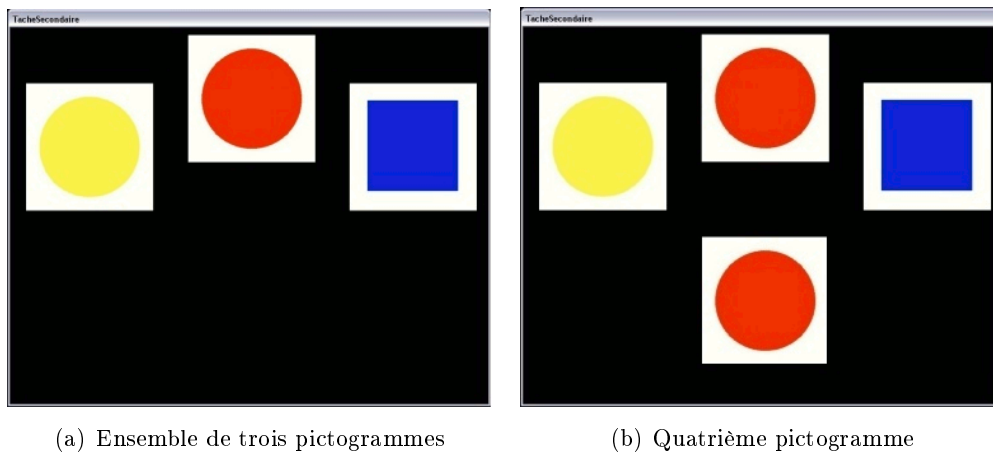 TacheSecondaire
TacheSecondaire
(a) Ensemble de trois pictogrammes
(b) Quatrième pictogramme